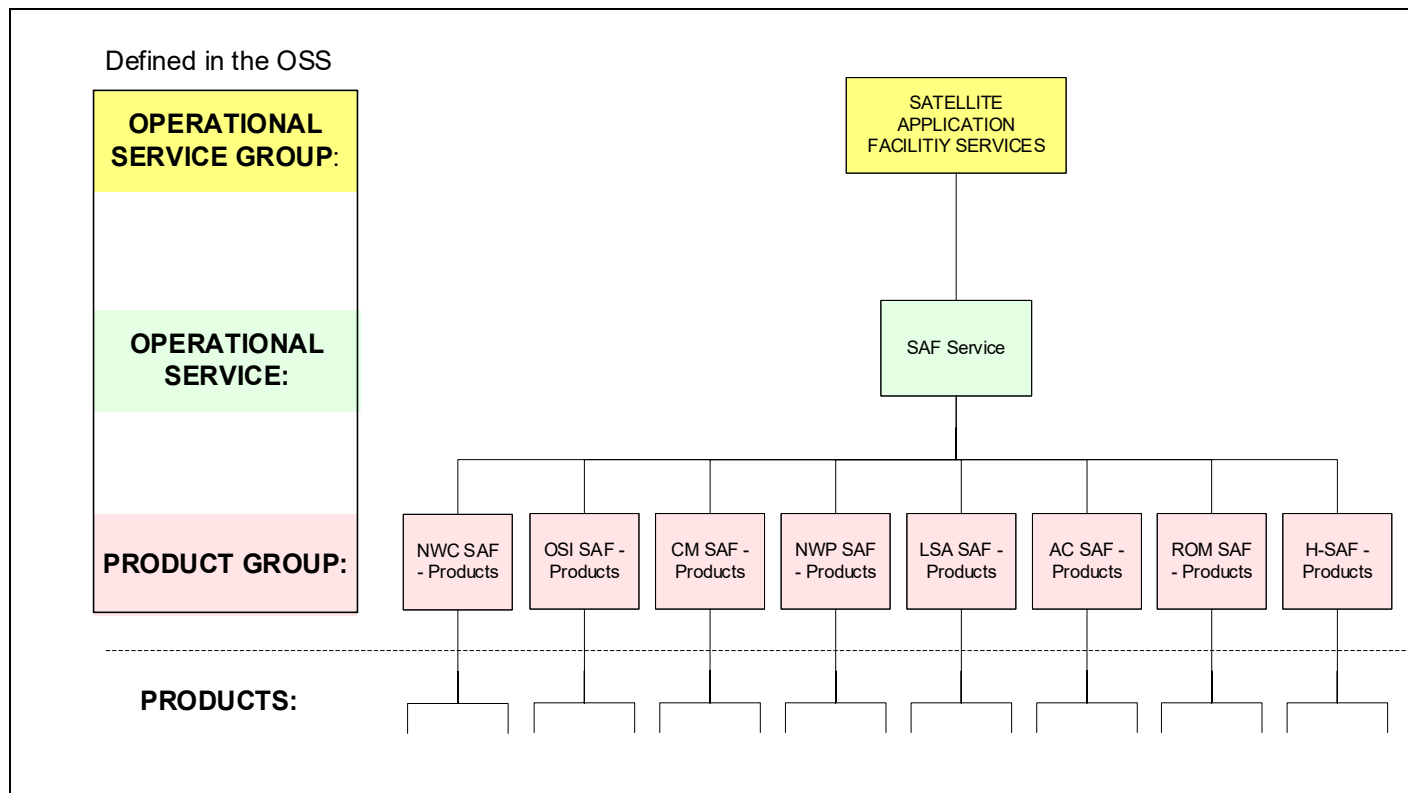 Defined in the OSS
OPERATIONAL
SERVICE GROUP:
SATELLITE
APPLICATION
FACILITIY SERVICES
OPERATIONAL
SERVICE:
SAF Service
PRODUCT GROUP:
NWC SAF
- Products
OSI SAF -
Products
CM SAF -
Products
NWP SAF
- Products
LSA SAF -
Products
AC SAF -
Products
ROM SAF
- Products
H-SAF -
Products
PRODUCTS: